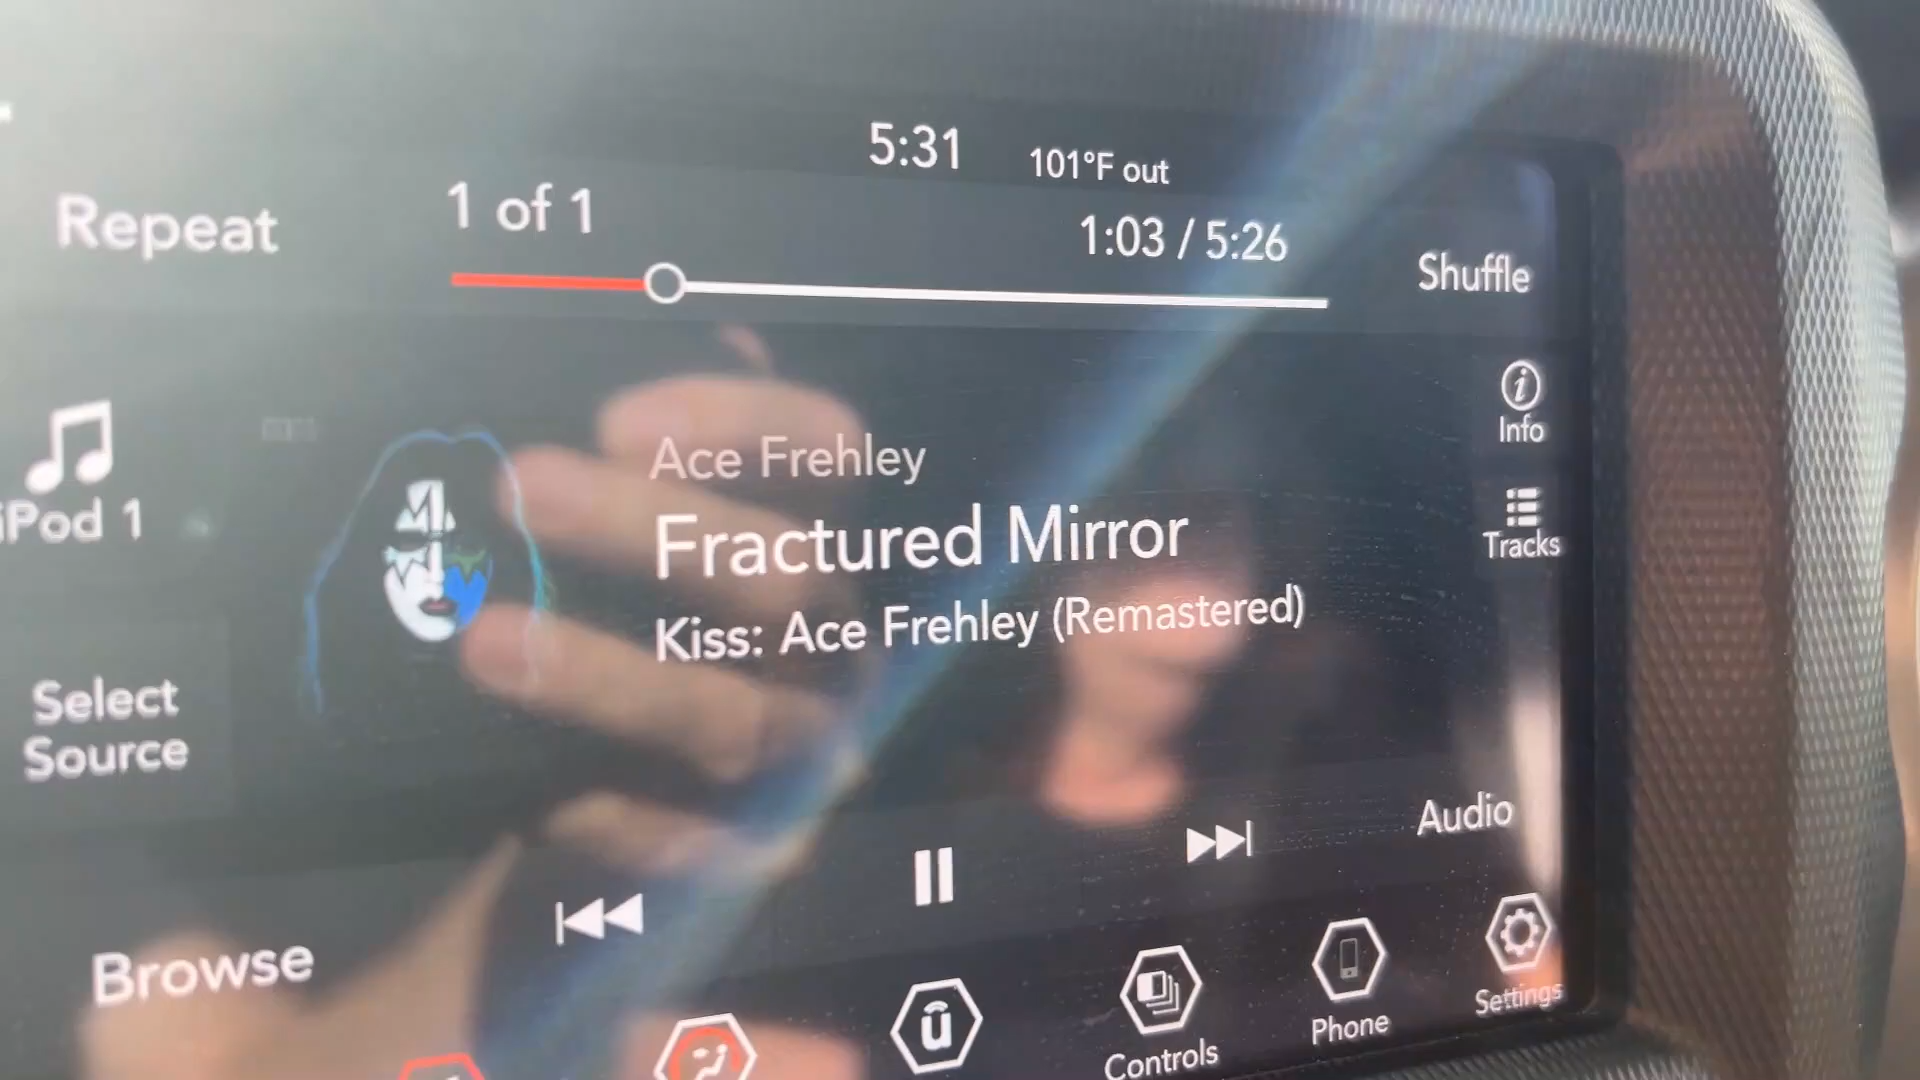 5:31
101°F out
Repeat
1 of 1
1:03 / 5:26
Shuffle
Info
iPod 1
Ace Frehley
Fractured Mirror
Kiss: Ace Frehley (Remastered)
Tracks
Select
Source
Audio
Browse
Controls
Phone
Settings